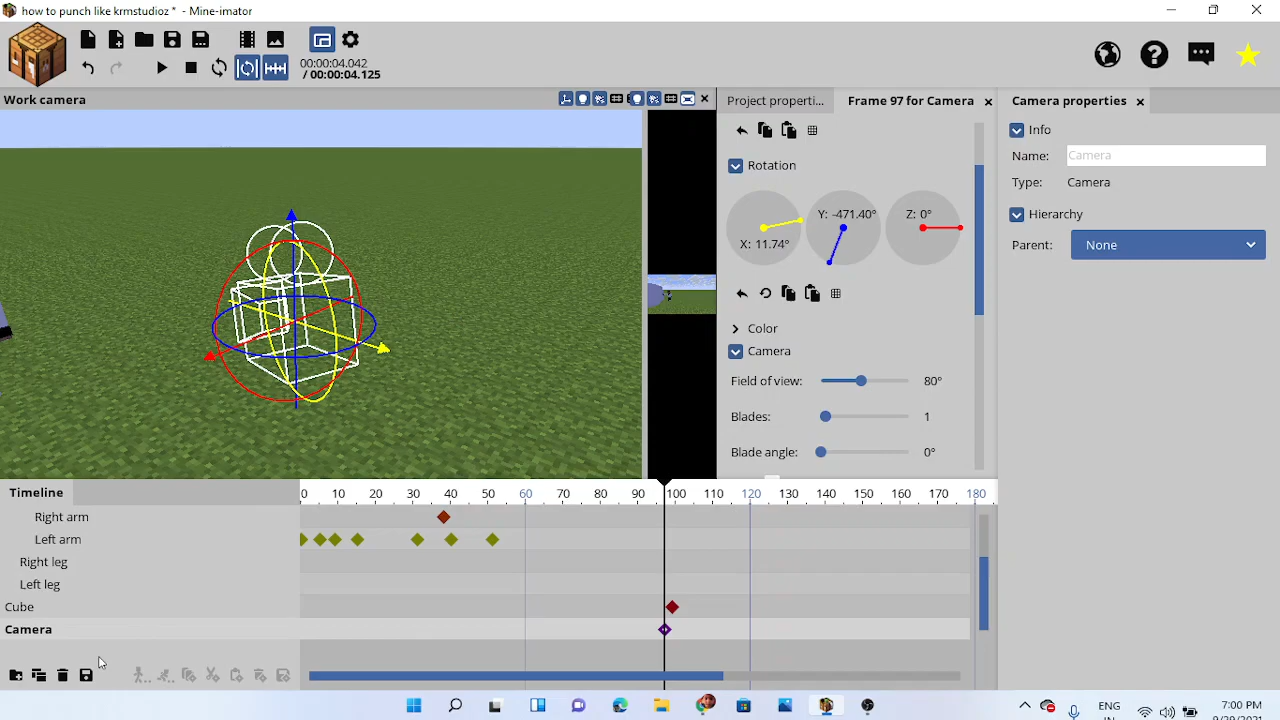 how to punch like krmstudioz * - Mine-imator
00:00:04.042
/ 00:00:04.125
Work camera
Project properti...
Frame 97 for Camera
Camera properties
Rotation
X: 11.74°
Y: -471.40°
Z: 0°
Color
Camera
Field of view: 80°
Blades: 1
Blade angle: 0°
Info
Name: Camera
Type: Camera
Hierarchy
Parent: None
Timeline
0 10 20 30 40 50 60 70 80 90 100 110 120 130 140 150 160 170 180
Right arm
Left arm
Right leg
Left leg
Cube
Camera
ENG
IN
7:00 PM